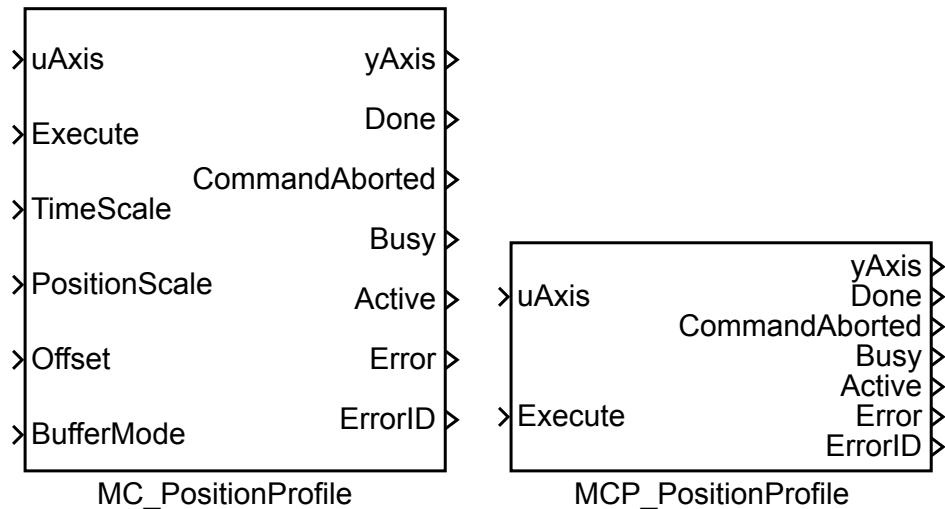 uAxis
Execute
TimeScale
PositionScale
Offset
BufferMode
yAxis
Done
CommandAborted
Busy
Active
Error
ErrorID
MC_PositionProfile
uAxis
Execute
yAxis
Done
CommandAborted
Busy
Active
Error
ErrorID
MCP_PositionProfile